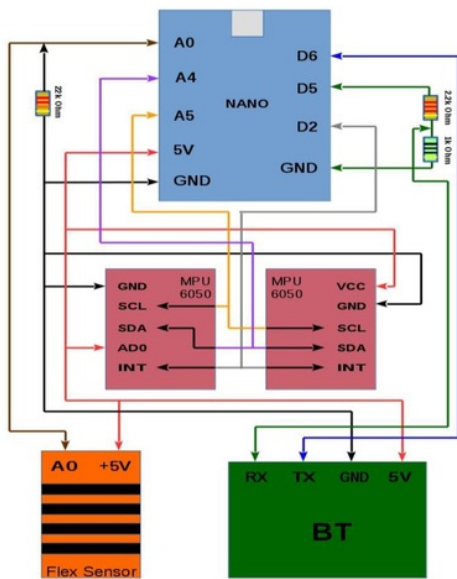 A0
D6
A4
D5
NANO
A5
D2
5V
GND
GND
22k Ohm
2.2k Ohm
1k Ohm
MPU
6050
GND
SCL
SDA
AD0
INT
MPU
6050
VCC
GND
SCL
SDA
INT
A0 +5V
Flex Sensor
RX TX GND 5V
BT